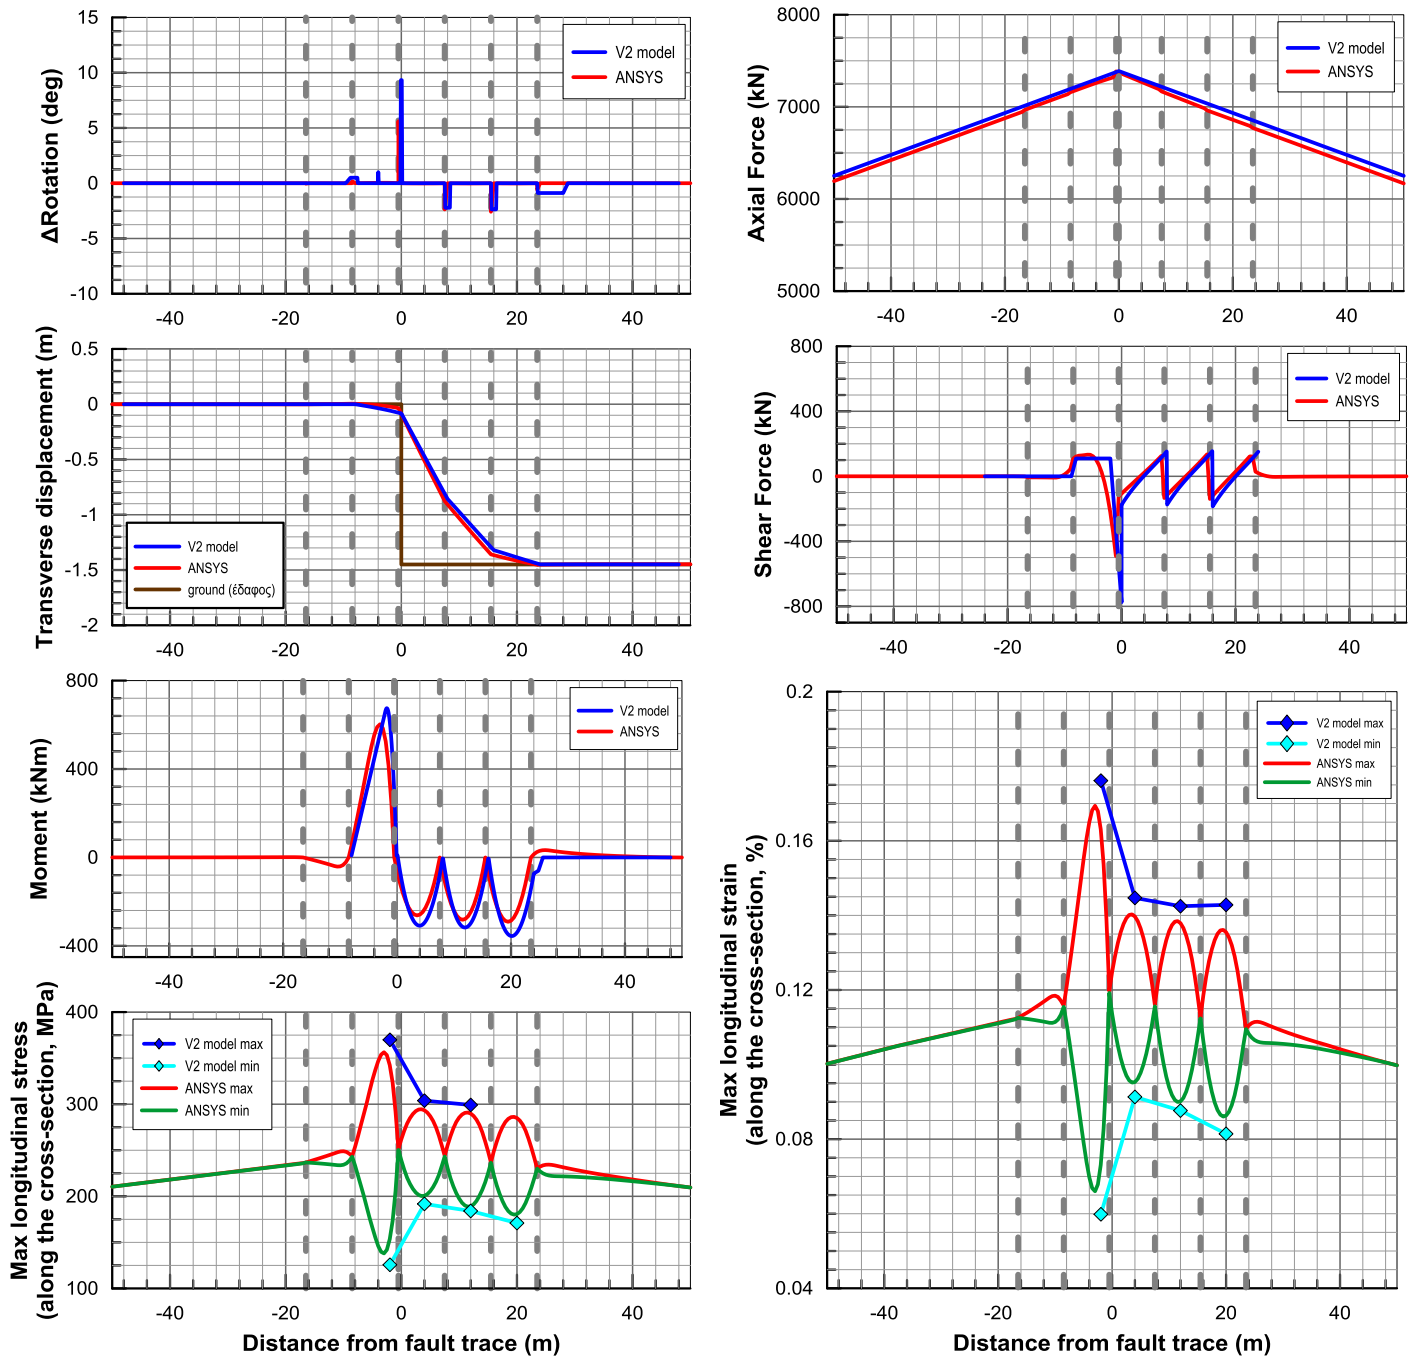 ΔRotation (deg)
15
10
5
0
-5
-10
V2 model
ANSYS
-40
-20
0
20
40
Axial Force (kN)
8000
7000
6000
5000
V2 model
ANSYS
-40
-20
0
20
40
Transverse displacement (m)
0.5
0
-0.5
-1
-1.5
-2
V2 model
ANSYS
ground (έδαφος)
-40
-20
0
20
40
Shear Force (kN)
800
400
0
-400
-800
V2 model
ANSYS
-40
-20
0
20
40
Moment (kNm)
800
400
0
-400
V2 model
ANSYS
-40
-20
0
20
40
Max longitudinal stress
(along the cross-section, MPa)
400
300
200
100
V2 model max
V2 model min
ANSYS max
ANSYS min
-40
-20
0
20
40
Distance from fault trace (m)
Max longitudinal strain
(along the cross-section, %)
0.2
0.16
0.12
0.08
0.04
V2 model max
V2 model min
ANSYS max
ANSYS min
-40
-20
0
20
40
Distance from fault trace (m)